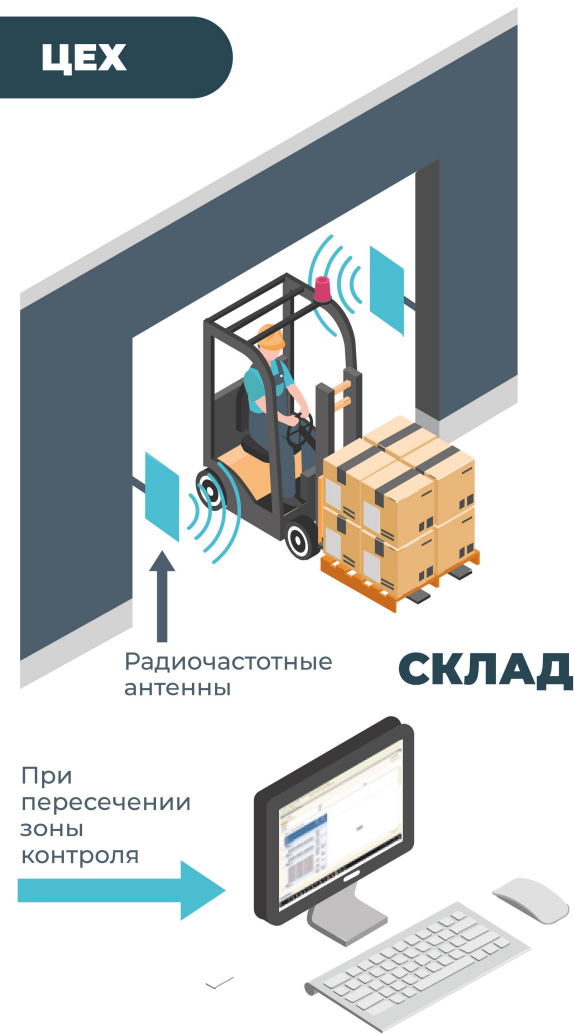 ЦЕХ
Радиочастотные
антенны
СКЛАД
При
пересечении
зоны
контроля